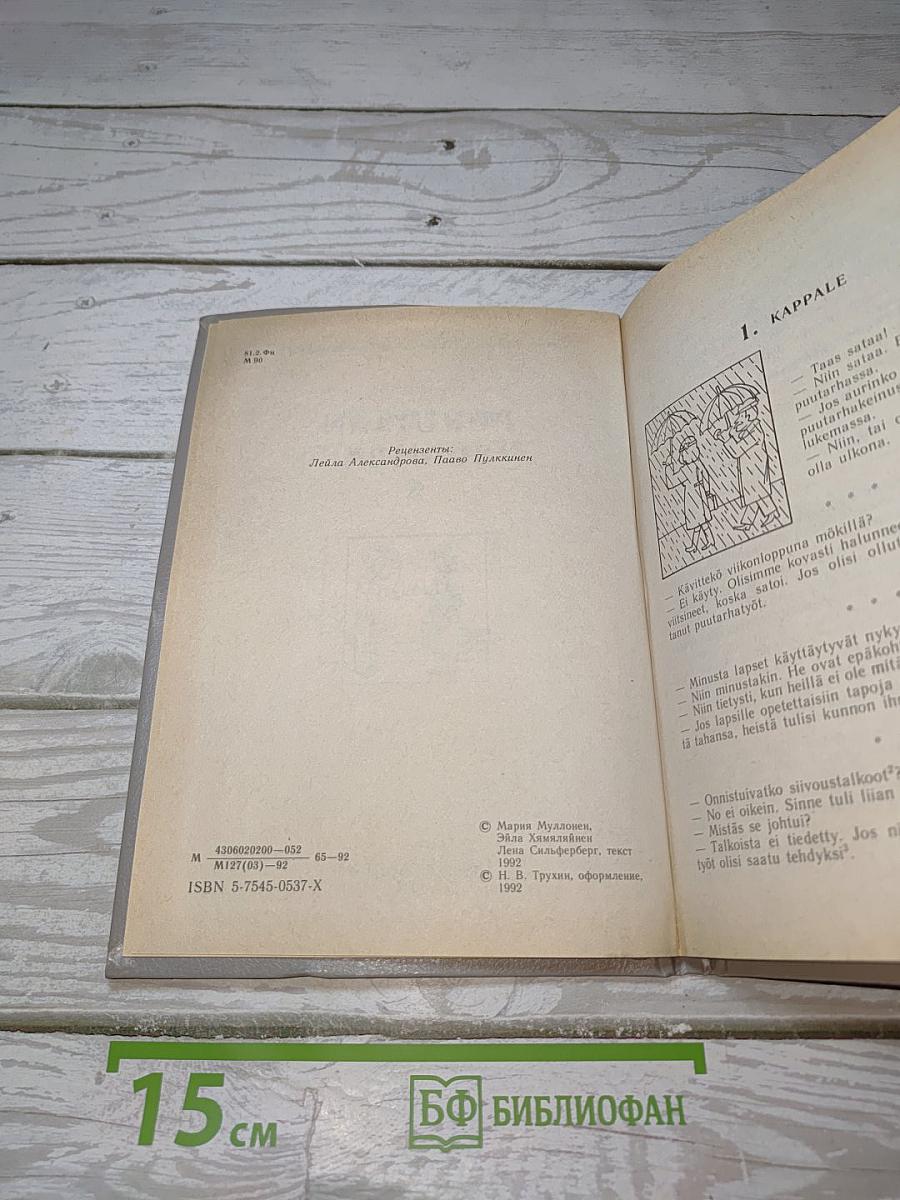 81.2.Фи
М 90
Рецензенты:
Лейла Александрова, Пааво Пулккинен
М 4306020200—052 65—92
М127(03)—92
ISBN 5-7545-0537-X
© Мария Муллонен,
Эйла Хямяляйнен
Лена Сильферберг, текст
1992
© Н. В. Трухин, оформление,
1992
1. KAPPALE
— Taas sataa!
— Niin sataa.
puutarhassa.
— Jos aurinko
puutarhakeinus
lukemassa.
— Niin, tai
olla ulkona.
* * *
— Kävittekö viikonloppuna mökillä?
— Ei käyty. Olisimme kovasti halunnee
viitsineet, koska satoi. Jos olisi ollut
tanut puutarhatyöt.
* * *
— Minusta lapset käyttäytyvät nyky
— Niin minustakin. He ovat epäkoh
— Niin tietysti, kun heillä ei ole mitä
— Jos lapsille opetettaisiin tapoja
tä tahansa, heistä tulisi kunnon ihm
*
— Onnistuivatko siivoustalkoot²?
— No ei oikein. Sinne tuli liian
— Mistäs se johtui?
— Talkoista ei tiedetty. Jos ni
työt olisi saatu tehdyksi³.
15 см
БФ БИБЛИОФАН